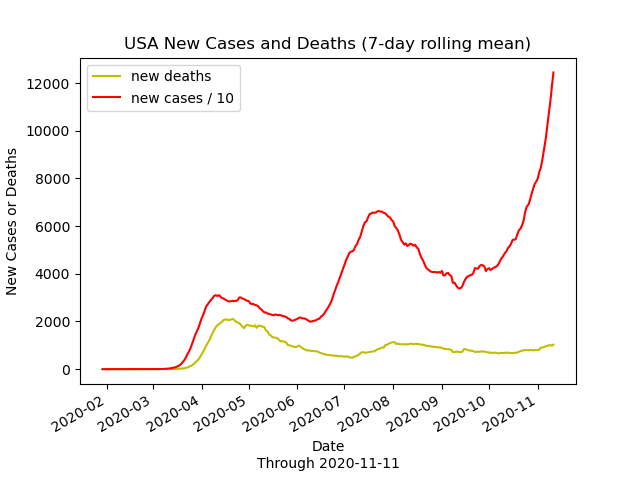 USA New Cases and Deaths (7-day rolling mean)
new deaths
new cases / 10
New Cases or Deaths
12000
10000
8000
6000
4000
2000
0
2020-02
2020-03
2020-04
2020-05
2020-06
2020-07
2020-08
2020-09
2020-10
2020-11
Date
Through 2020-11-11